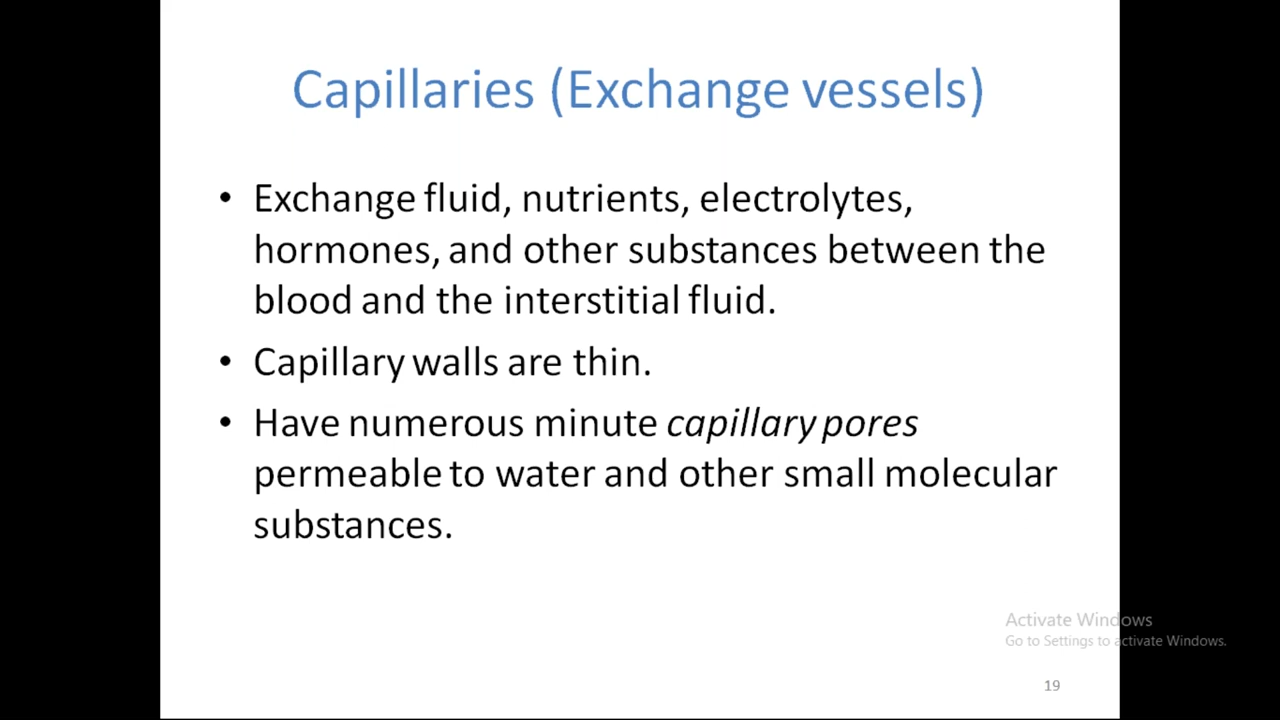 Capillaries (Exchange vessels)
• Exchange fluid, nutrients, electrolytes,
hormones, and other substances between the
blood and the interstitial fluid.
• Capillary walls are thin.
• Have numerous minute capillary pores
permeable to water and other small molecular
substances.
Activate Windows
Go to Settings to activate Windows.
19